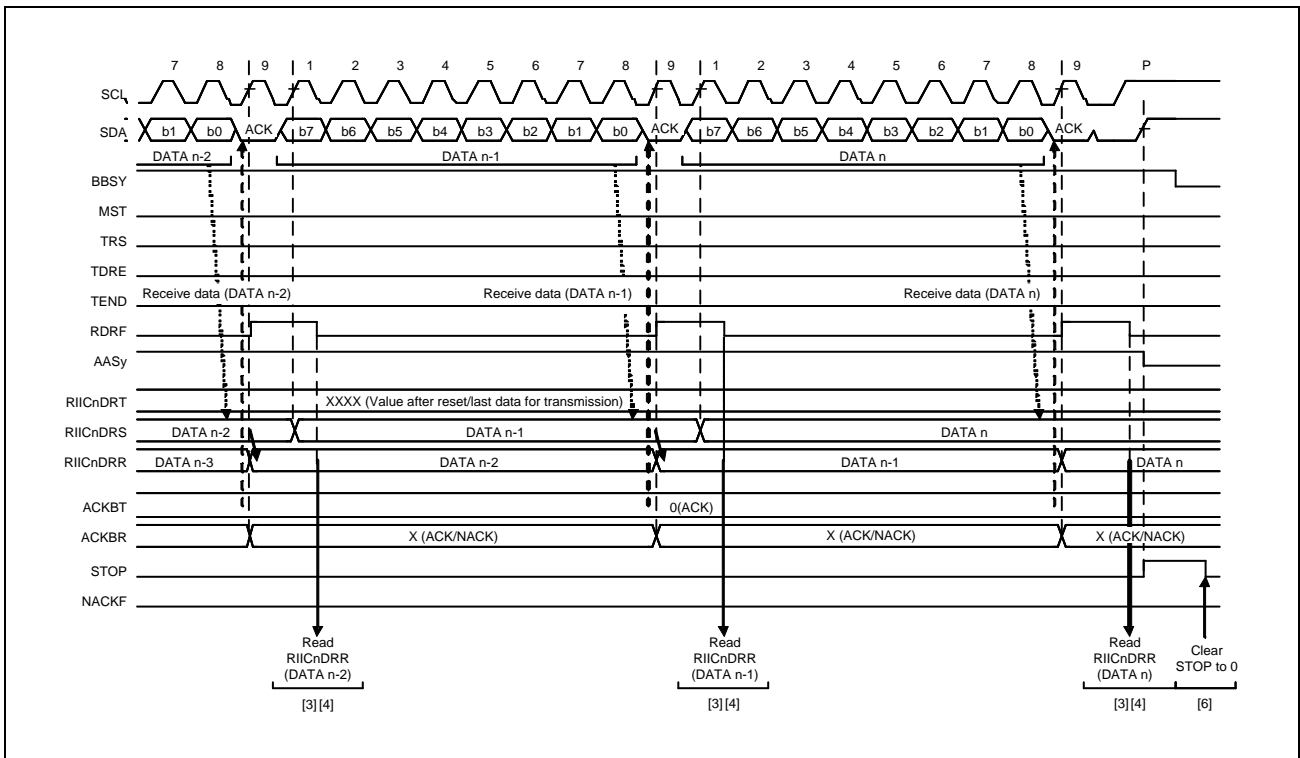 7 8 9 1 2 3 4 5 6 7 8 9 1 2 3 4 5 6 7 8 9 P
SCL
SDA b1 b0 ACK b7 b6 b5 b4 b3 b2 b1 b0 ACK b7 b6 b5 b4 b3 b2 b1 b0 ACK
DATA n-2 DATA n-1 DATA n
BBSY
MST
TRS
TDRE
TEND Receive data (DATA n-2) Receive data (DATA n-1) Receive data (DATA n)
RDRF
AASy
RIICnDRT XXXX (Value after reset/last data for transmission)
RIICnDRS DATA n-2 DATA n-1 DATA n
RIICnDRR DATA n-3 DATA n-2 DATA n-1 DATA n
ACKBT 0(ACK)
ACKBR X (ACK/NACK) X (ACK/NACK) X (ACK/NACK)
STOP
NACKF
Read Read Read Clear
RIICnDRR RIICnDRR RIICnDRR STOP to 0
(DATA n-2) (DATA n-1) (DATA n)
[3] [4] [3] [4] [3] [4] [6]